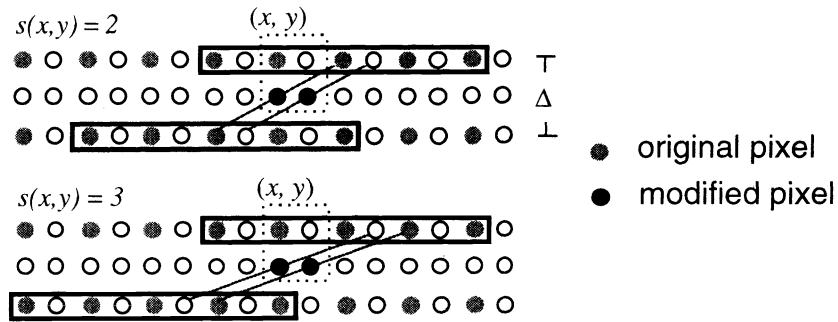 s(x,y) = 2
(x, y)
Δ
original pixel
modified pixel
s(x,y) = 3
(x, y)